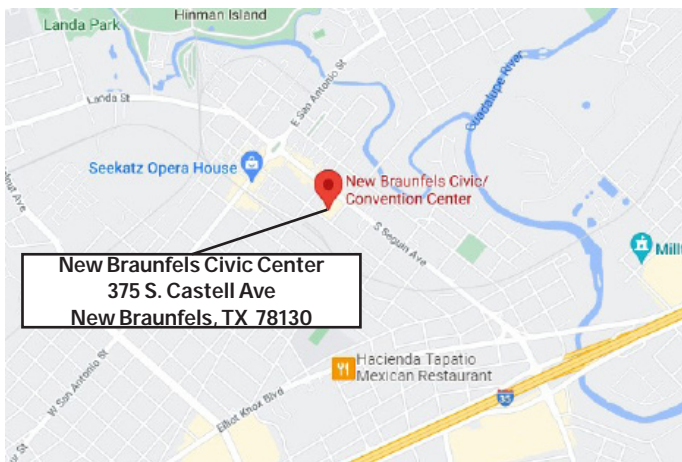 Hinman Island
Landa Park
Landa St
E San Antonio St
Guadalupe River
Seekatz Opera House
New Braunfels Civic/
Convention Center
S Seguin Ave
New Braunfels Civic Center
375 S. Castell Ave
New Braunfels, TX 78130
Hacienda Tapatio
Mexican Restaurant
35
W San Antonio St
Elliot Knox Blvd